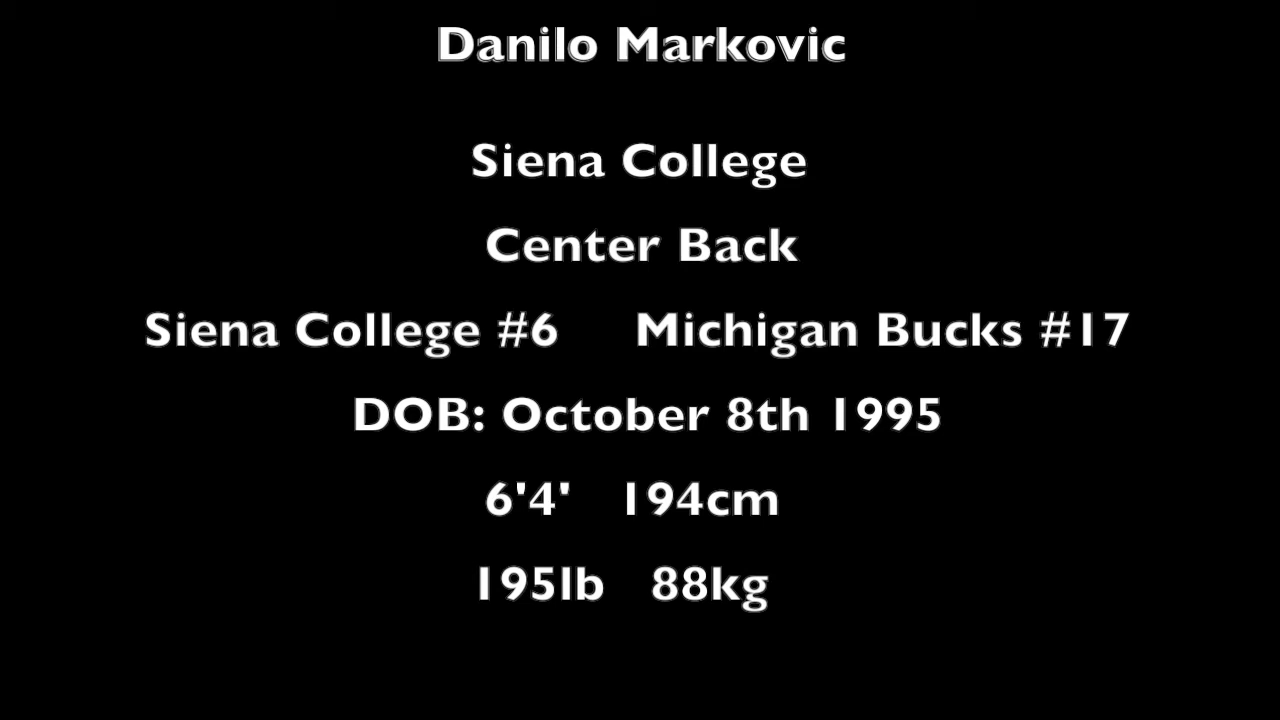 Danilo Markovic
Siena College
Center Back
Siena College #6 Michigan Bucks #17
DOB: October 8th 1995
6'4' 194cm
195lb 88kg